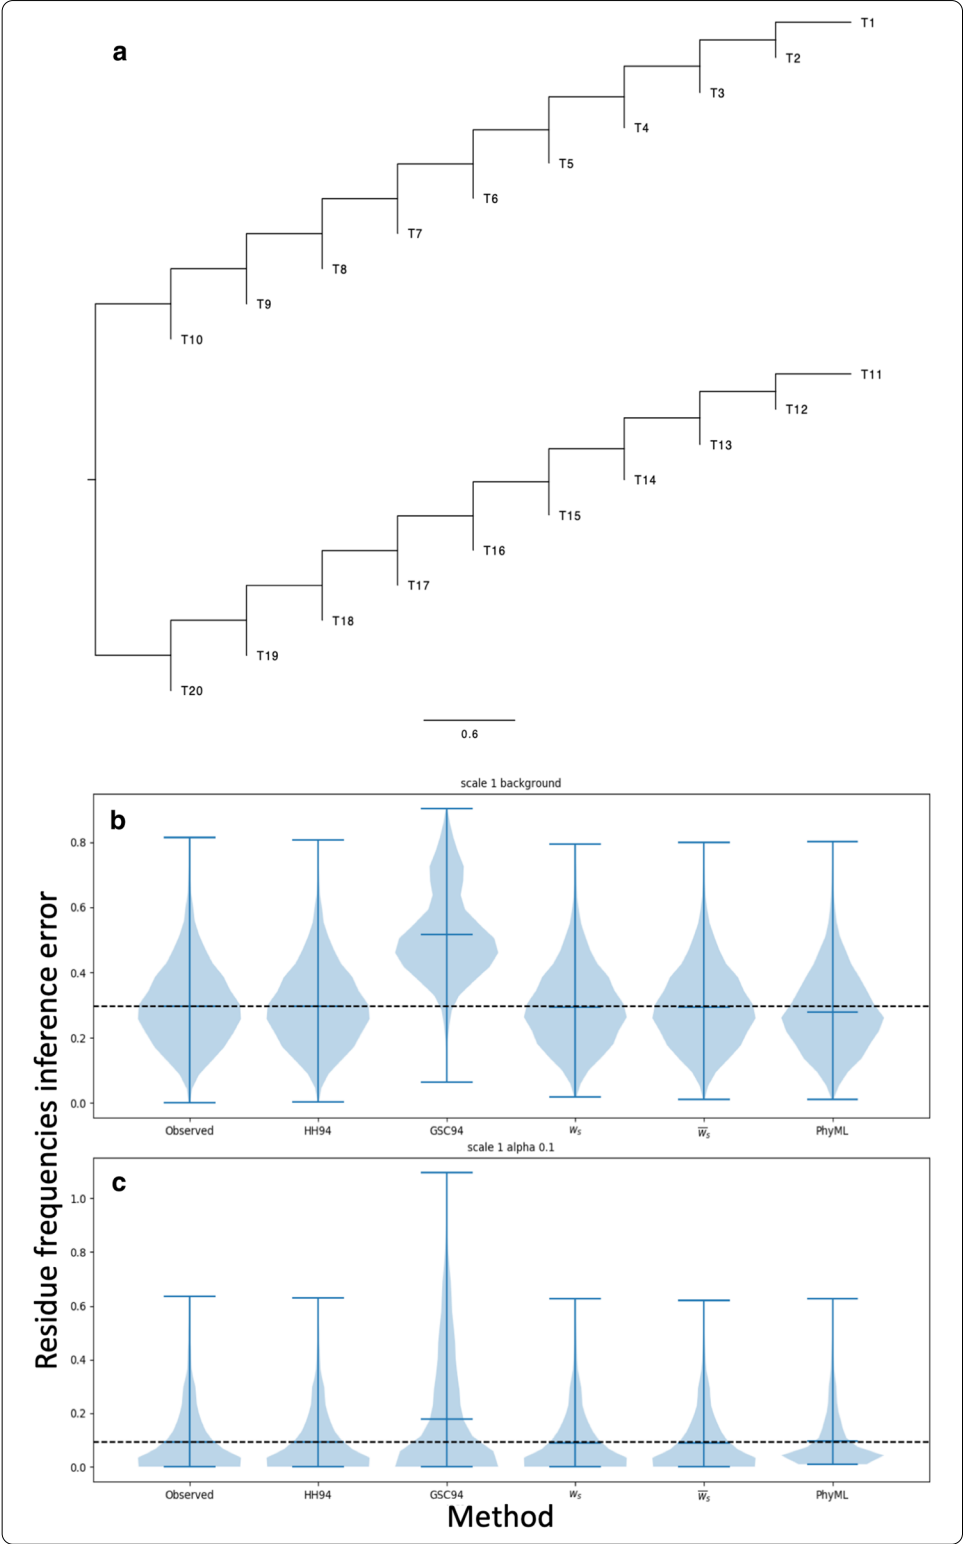 a
T1
T2
T3
T4
T5
T6
T7
T8
T9
T10
T11
T12
T13
T14
T15
T16
T17
T18
T19
T20
0.6
Residue frequencies inference error
scale 1 background
b
0.8
0.6
0.4
0.2
0.0
Observed HH94 GSC94 wₛ w̅ₛ PhyML
scale 1 alpha 0.1
c
1.0
0.8
0.6
0.4
0.2
0.0
Observed HH94 GSC94 wₛ w̅ₛ PhyML
Method